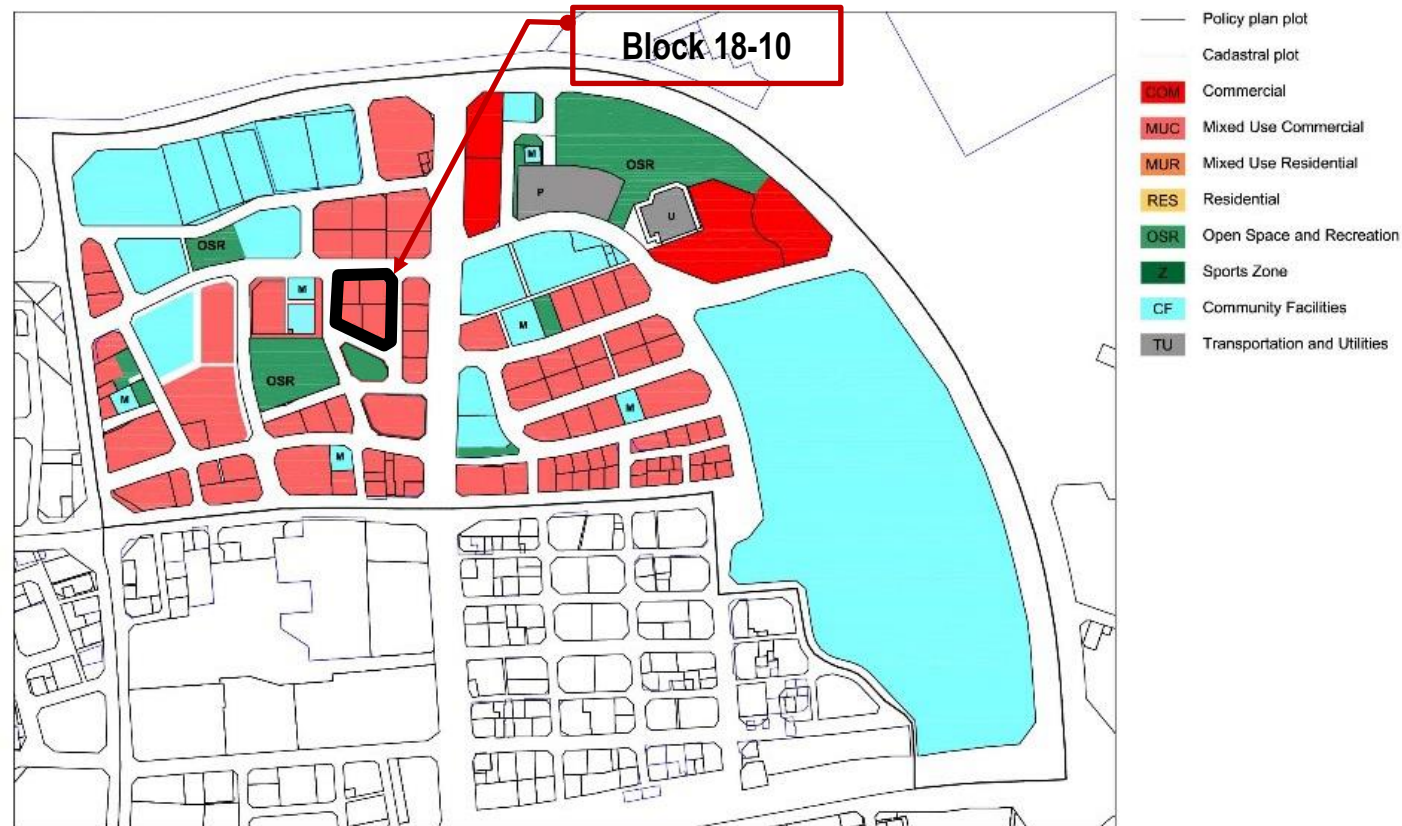 Block 18-10
Policy plan plot
Cadastral plot
COM Commercial
MUC Mixed Use Commercial
MUR Mixed Use Residential
RES Residential
OSR Open Space and Recreation
Z Sports Zone
CF Community Facilities
TU Transportation and Utilities
M
OSR
P
U
OSR
M
M
OSR
M
M
M